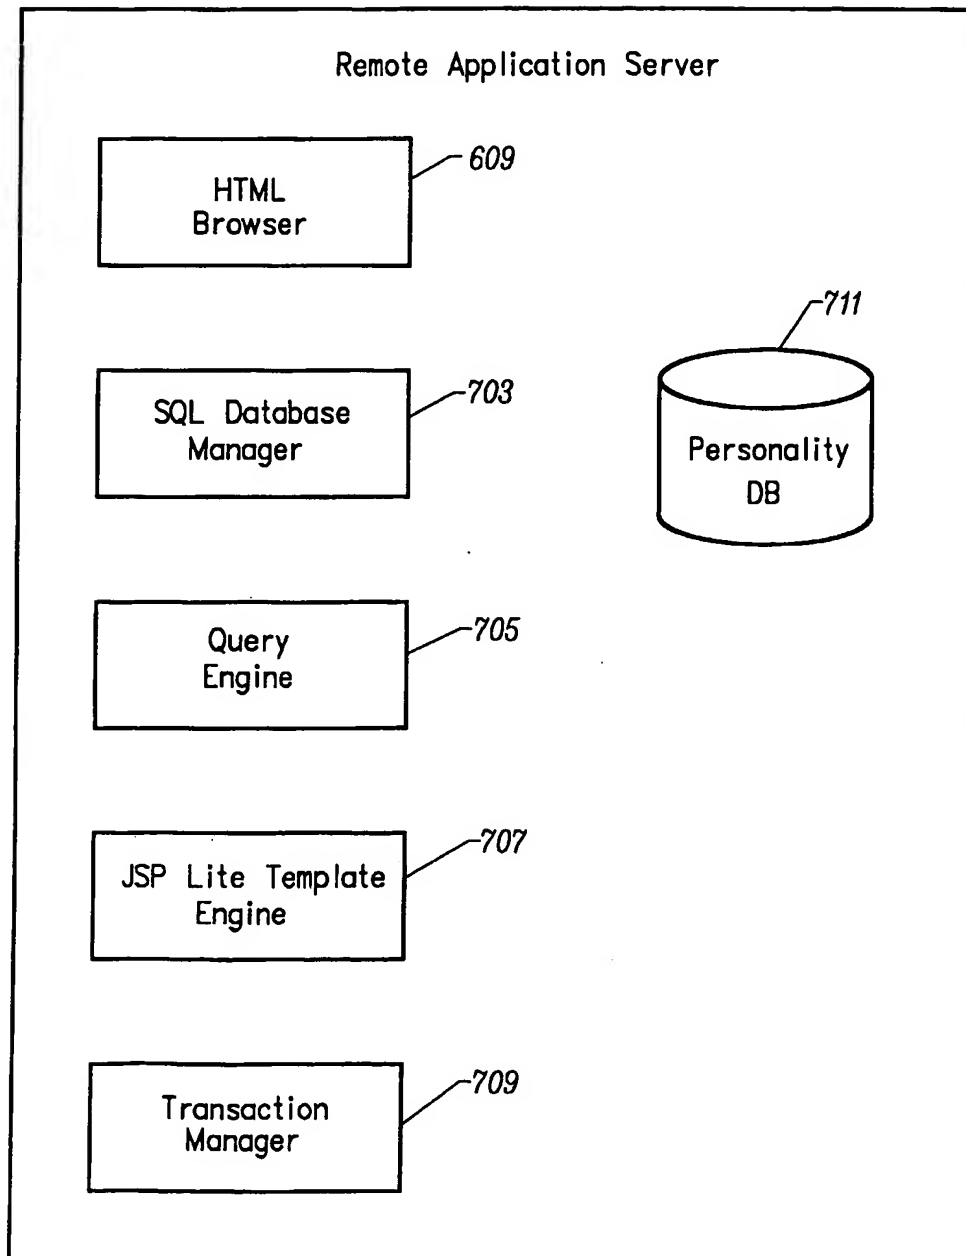 Remote Application Server
609
HTML
Browser
711
703
SQL Database
Manager
Personality
DB
705
Query
Engine
707
JSP Lite Template
Engine
709
Transaction
Manager